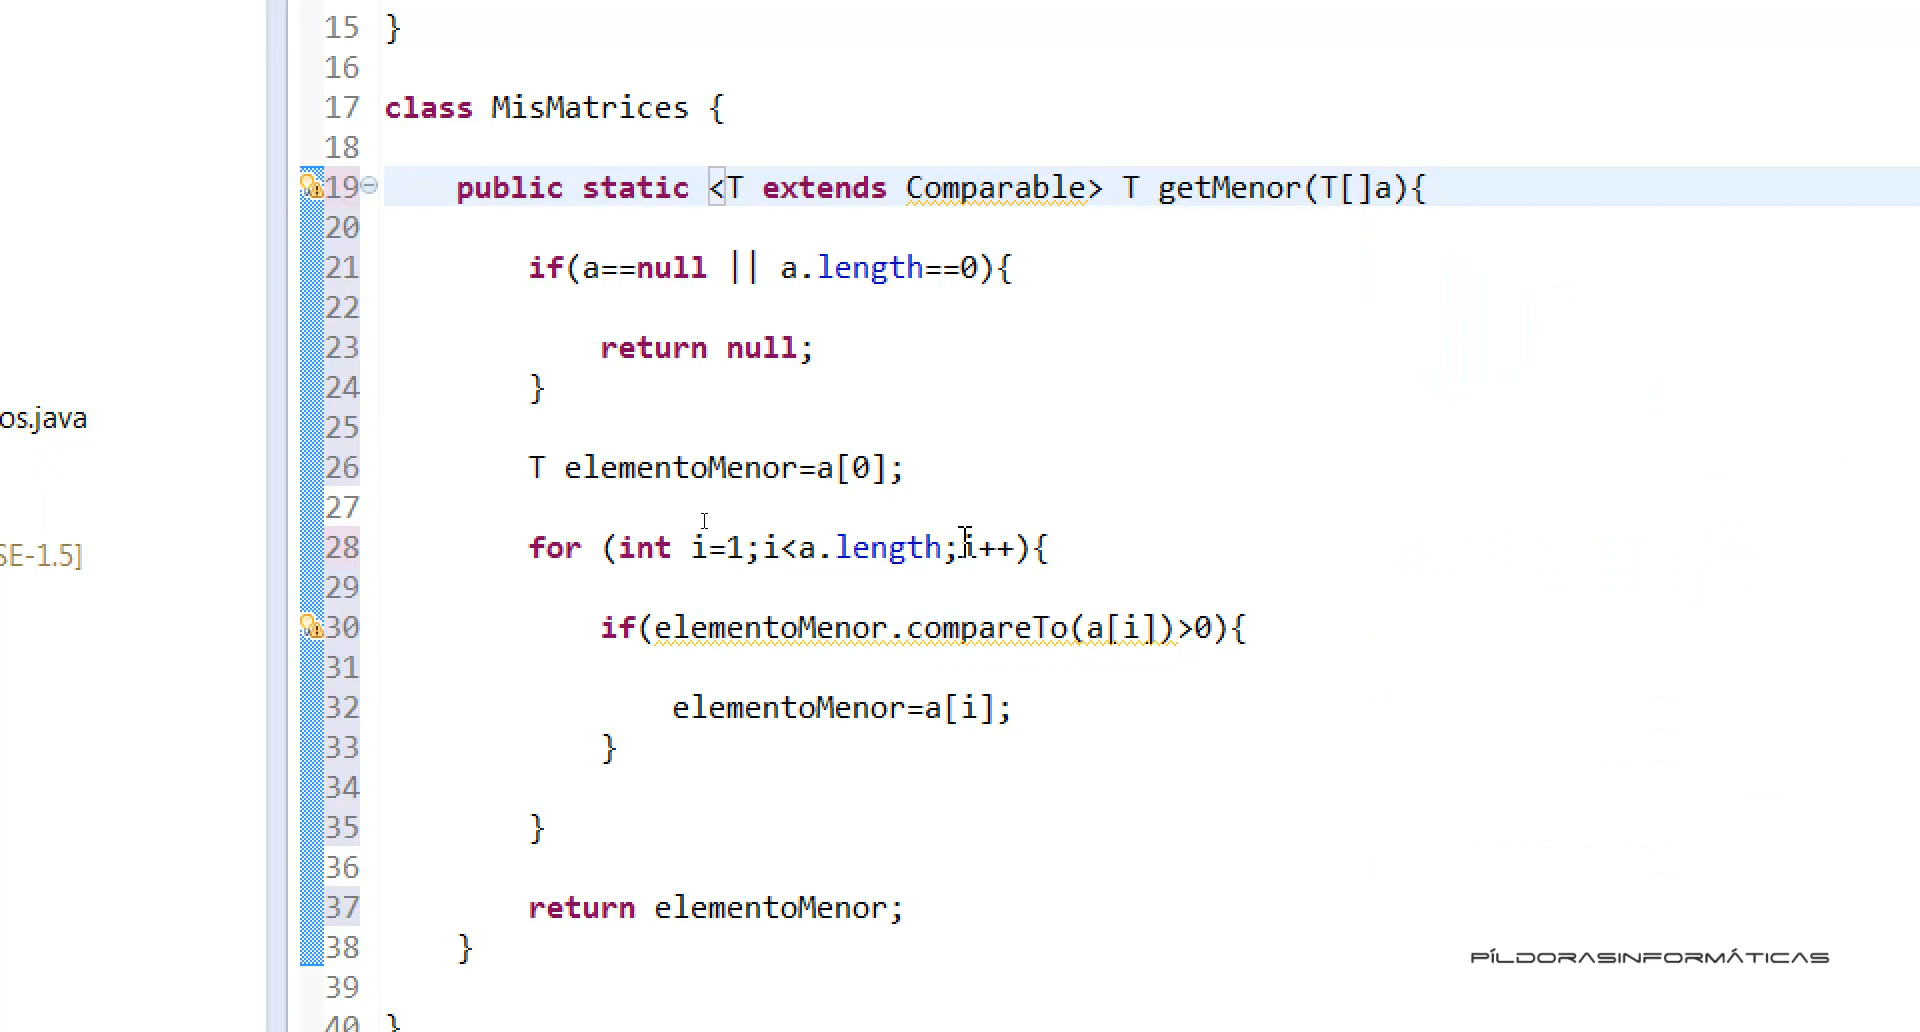 15 }
16
17 class MisMatrices {
18
19 public static <T extends Comparable> T getMenor(T[]a){
20
21 if(a==null || a.length==0){
22
23 return null;
24 }
25
26 T elementoMenor=a[0];
27
28 for (int i=1;i<a.length;i++){
29
30 if(elementoMenor.compareTo(a[i])>0){
31
32 elementoMenor=a[i];
33 }
34
35 }
36
37 return elementoMenor;
38 }
39
40 }
os.java
SE-1.5]
PÍLDORASINFORMÁTICAS